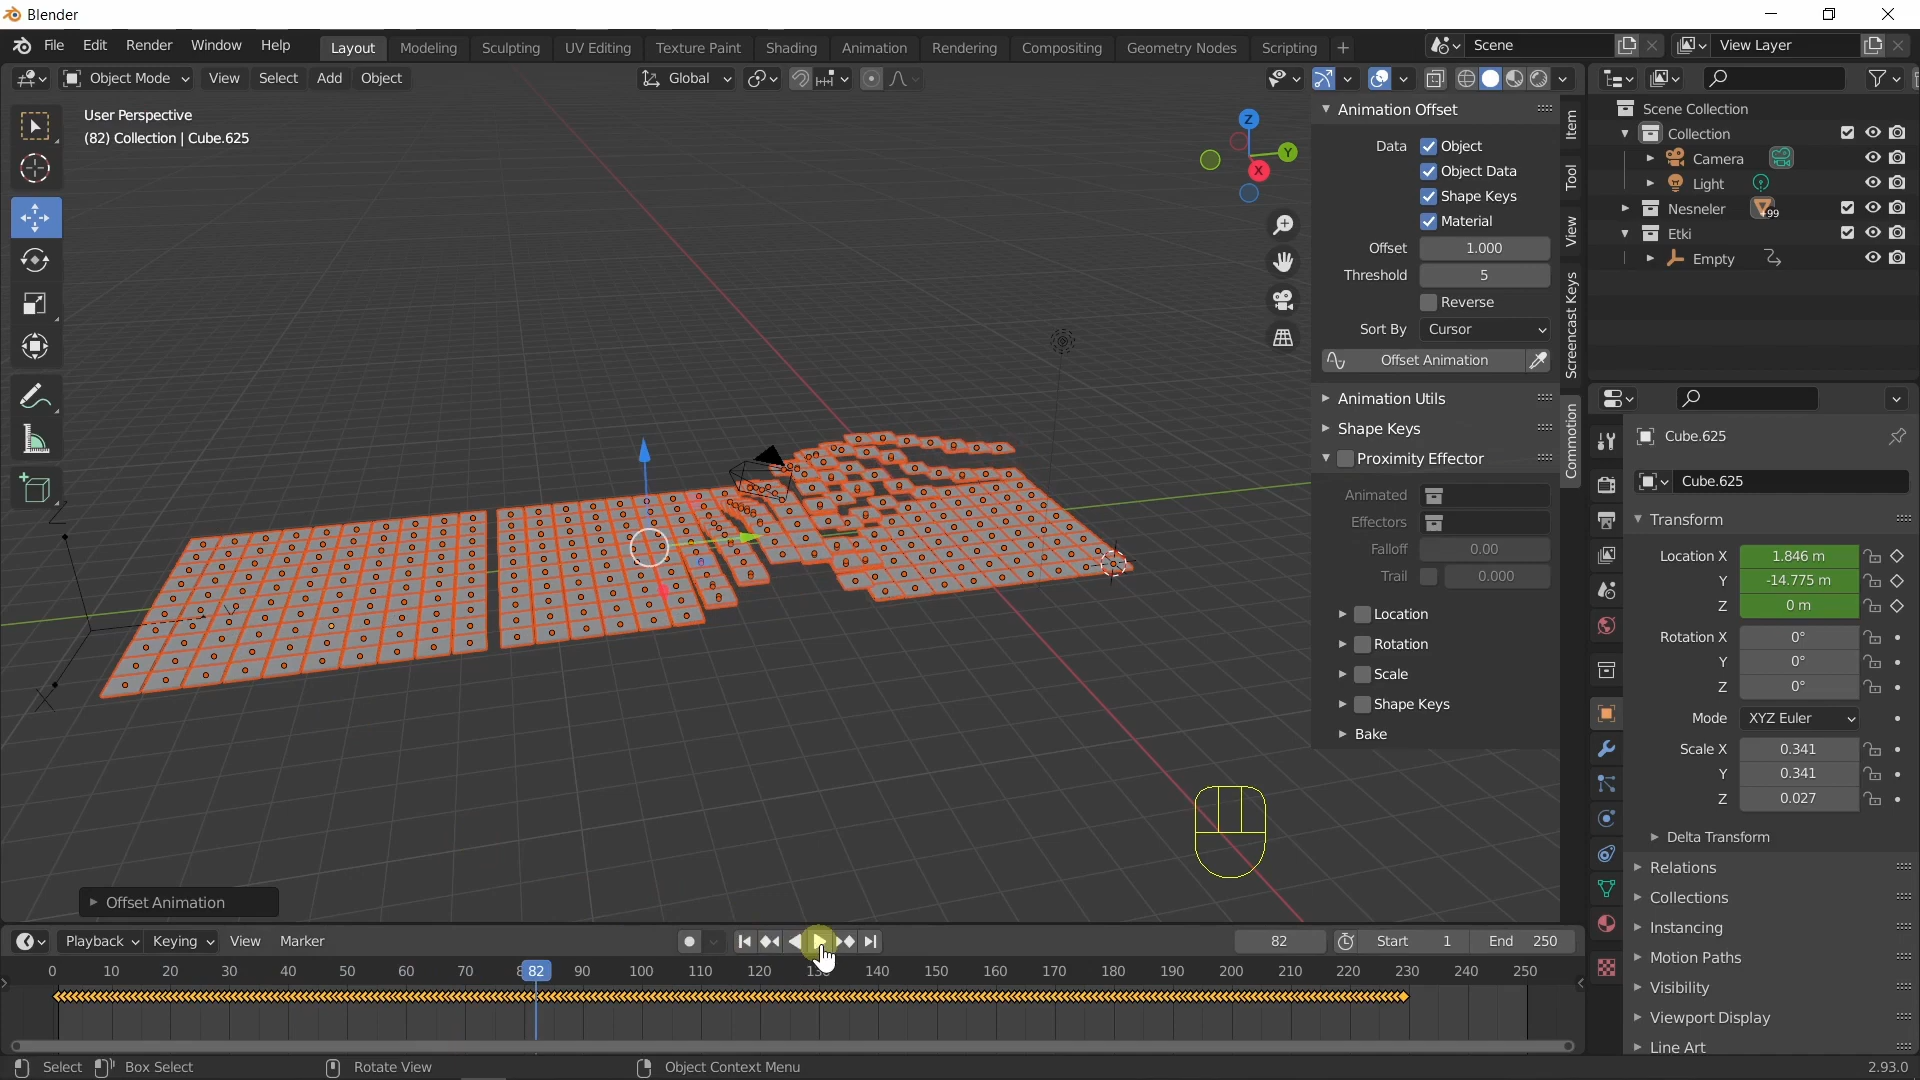 Blender
File Edit Render Window Help Layout Modeling Sculpting UV Editing Texture Paint Shading Animation Rendering Compositing Geometry Nodes Scripting + Scene View Layer
Object Mode View Select Add Object Global
User Perspective
(82) Collection | Cube.625
Z
Y
X
Animation Offset
Data Object
Object Data
Shape Keys
Material
Offset 1.000
Threshold 5
Reverse
Sort By Cursor
Offset Animation
Animation Utils
Shape Keys
Proximity Effector
Animated
Effectors
Falloff 0.00
Trail 0.000
Location
Rotation
Scale
Shape Keys
Bake
Item
Tool
View
Screencast Keys
Commotion
Scene Collection
Collection
Camera
Light
Nesneler 99
Etki
Empty
Cube.625
Cube.625
Transform
Location X 1.846 m
Y -14.775 m
Z 0 m
Rotation X 0°
Y 0°
Z 0°
Mode XYZ Euler
Scale X 0.341
Y 0.341
Z 0.027
Delta Transform
Relations
Collections
Instancing
Motion Paths
Visibility
Viewport Display
Line Art
Offset Animation
Playback Keying View Marker 82 Start 1 End 250
0 10 20 30 40 50 60 70 82 90 100 110 120 140 150 160 170 180 190 200 210 220 230 240 250
Select Box Select Rotate View Object Context Menu 2.93.0